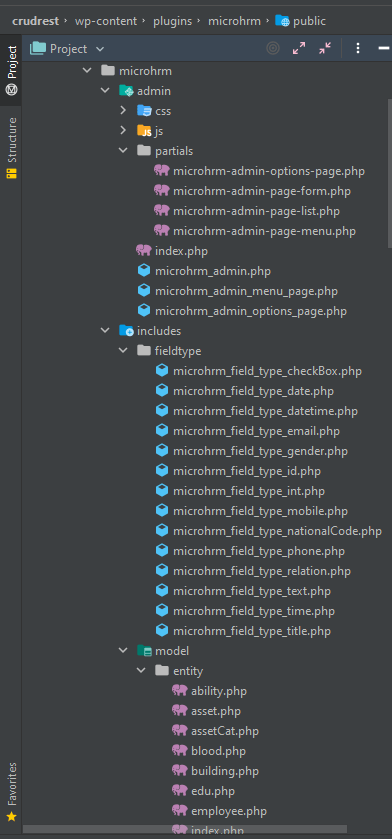 crudrest > wp-content > plugins > microhrm > public
Project
Project
Structure
Favorites
microhrm
admin
css
js
partials
microhrm-admin-options-page.php
microhrm-admin-page-form.php
microhrm-admin-page-list.php
microhrm-admin-page-menu.php
index.php
microhrm_admin.php
microhrm_admin_menu_page.php
microhrm_admin_options_page.php
includes
fieldtype
microhrm_field_type_checkBox.php
microhrm_field_type_date.php
microhrm_field_type_datetime.php
microhrm_field_type_email.php
microhrm_field_type_gender.php
microhrm_field_type_id.php
microhrm_field_type_int.php
microhrm_field_type_mobile.php
microhrm_field_type_nationalCode.php
microhrm_field_type_phone.php
microhrm_field_type_relation.php
microhrm_field_type_text.php
microhrm_field_type_time.php
microhrm_field_type_title.php
model
entity
ability.php
asset.php
assetCat.php
blood.php
building.php
edu.php
employee.php
index.php